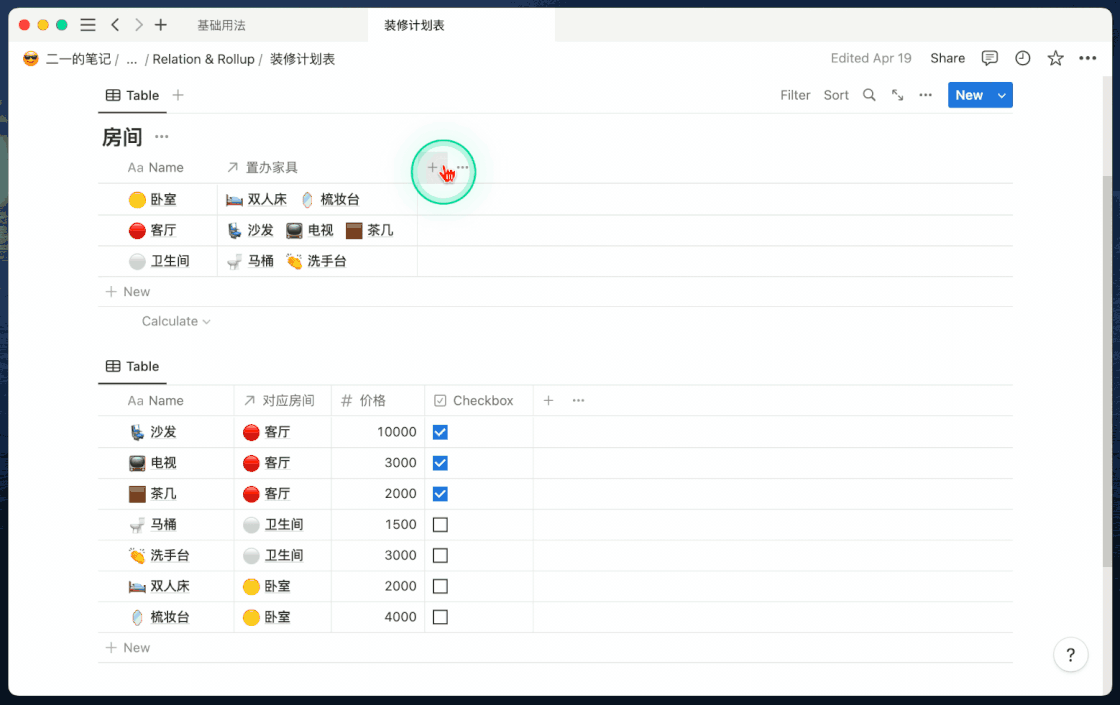 基础用法 装修计划表
二一的笔记 / ... / Relation & Rollup / 装修计划表 Edited Apr 19 Share
Table Filter Sort New
房间
Aa Name 置办家具
卧室 双人床 梳妆台
客厅 沙发 电视 茶几
卫生间 马桶 洗手台
New
Calculate
Table
Aa Name 对应房间 # 价格 Checkbox
沙发 客厅 10000
电视 客厅 3000
茶几 客厅 2000
马桶 卫生间 1500
洗手台 卫生间 3000
双人床 卧室 2000
梳妆台 卧室 4000
New
?